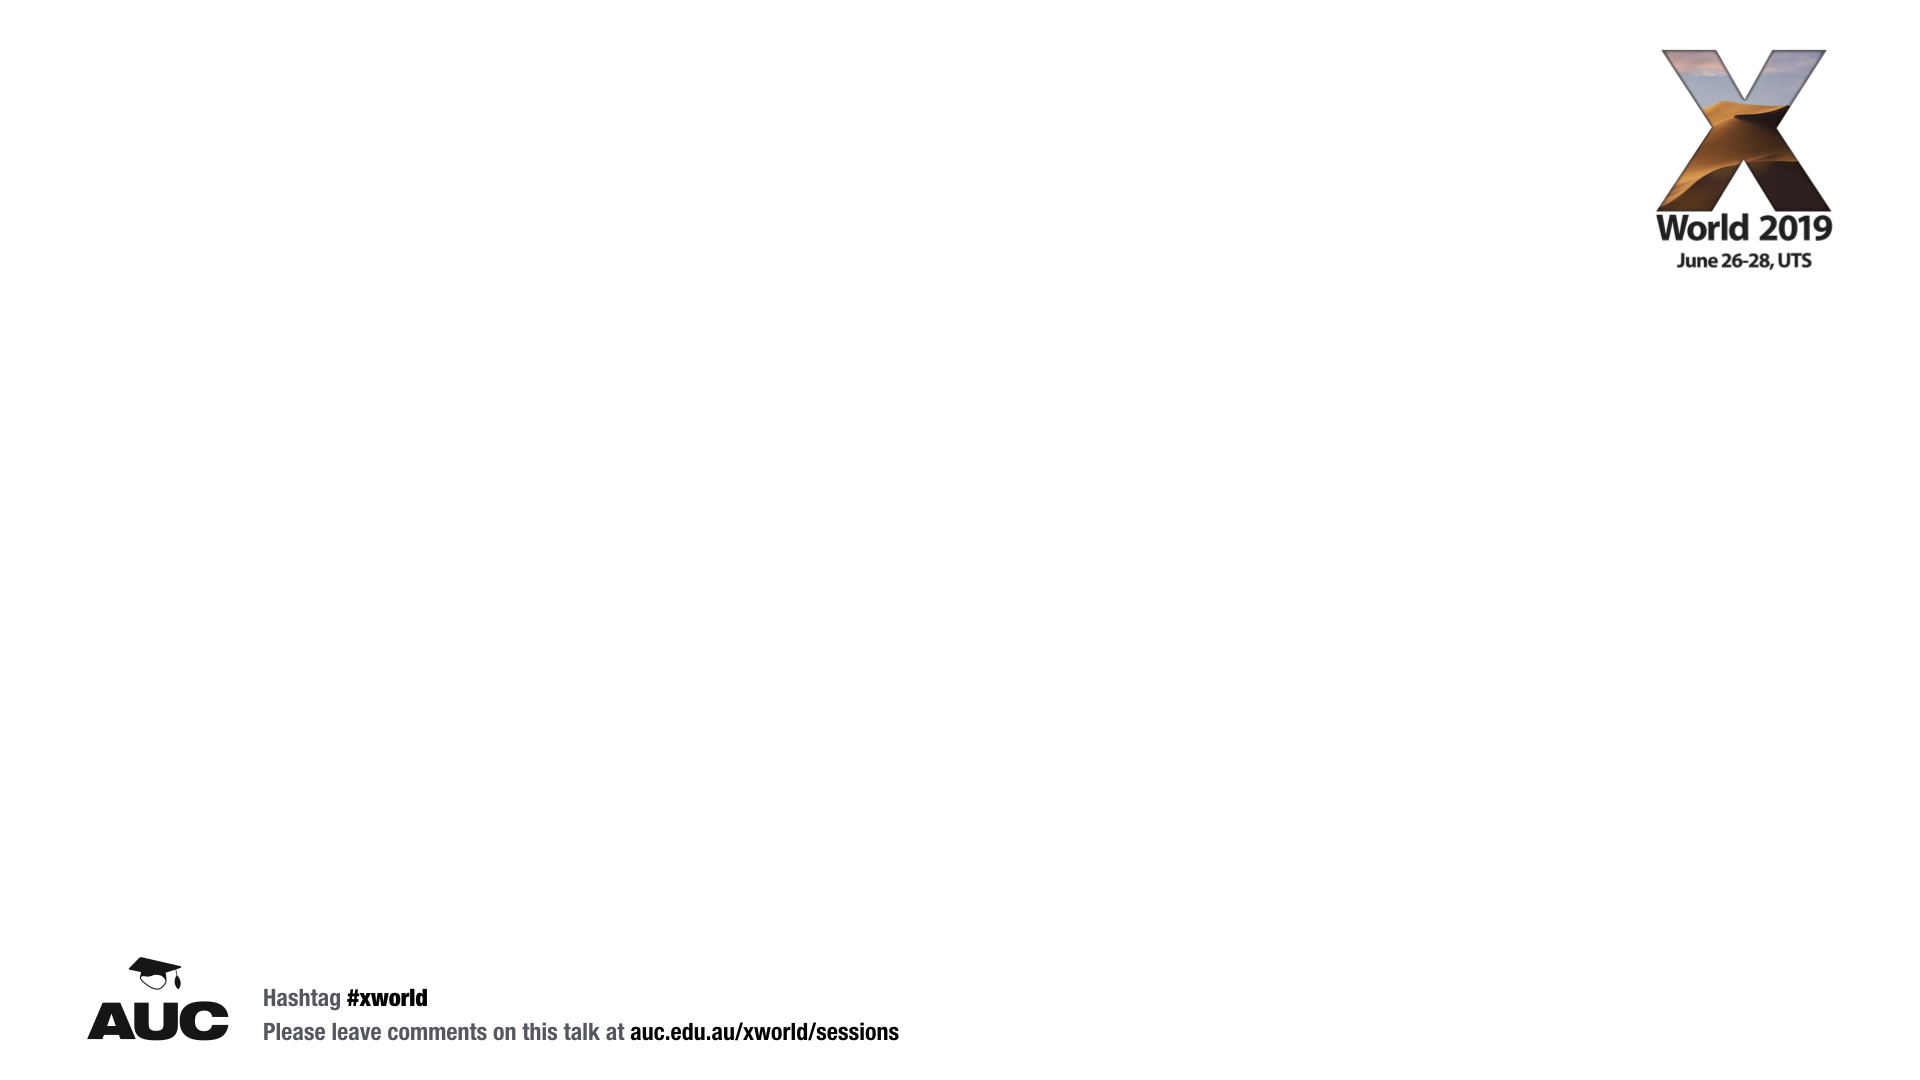 X
World 2019
June 26-28, UTS
AUC
Hashtag #xworld
Please leave comments on this talk at auc.edu.au/xworld/sessions